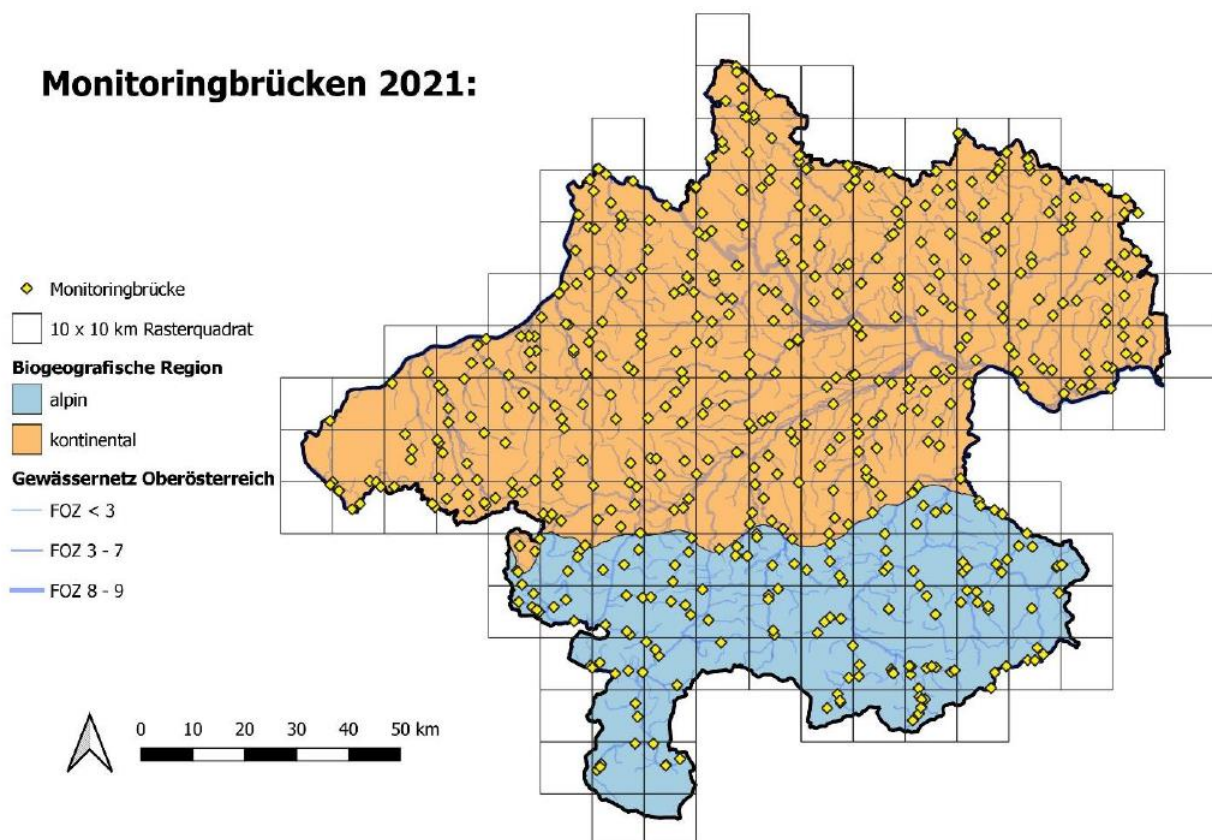 Monitoringbrücken 2021:
Monitoringbrücke
10 x 10 km Rasterquadrat
Biogeografische Region
alpin
kontinental
Gewässernetz Oberösterreich
FOZ < 3
FOZ 3 - 7
FOZ 8 - 9
0 10 20 30 40 50 km